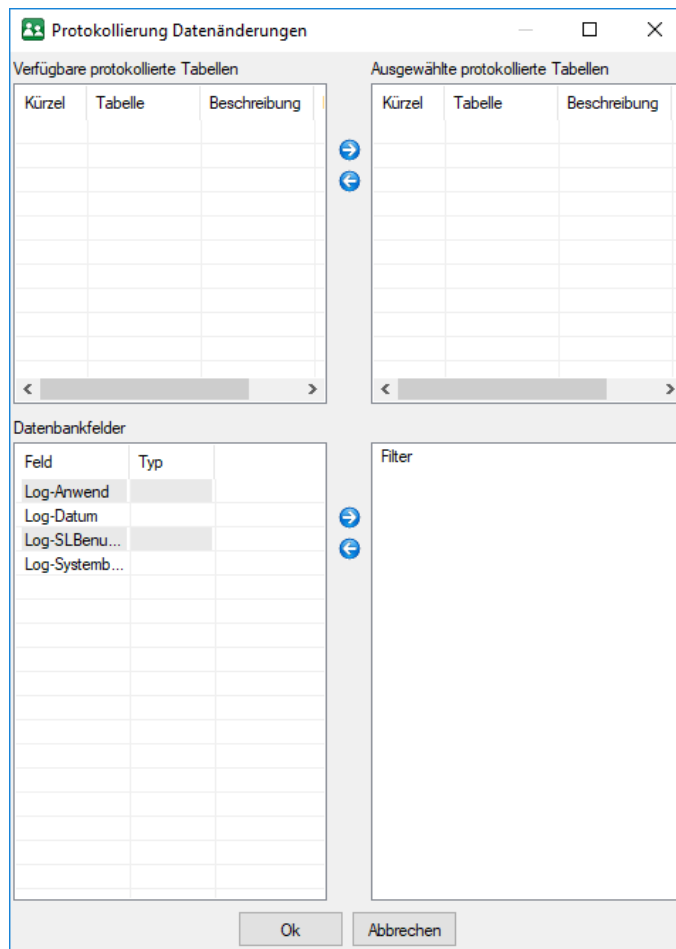 Protokollierung Datenänderungen
Verfügbare protokollierte Tabellen
Kürzel Tabelle Beschreibung
Ausgewählte protokollierte Tabellen
Kürzel Tabelle Beschreibung
Datenbankfelder
Feld Typ
Log-Anwend
Log-Datum
Log-SLBenu...
Log-Systemb...
Filter
Ok Abbrechen